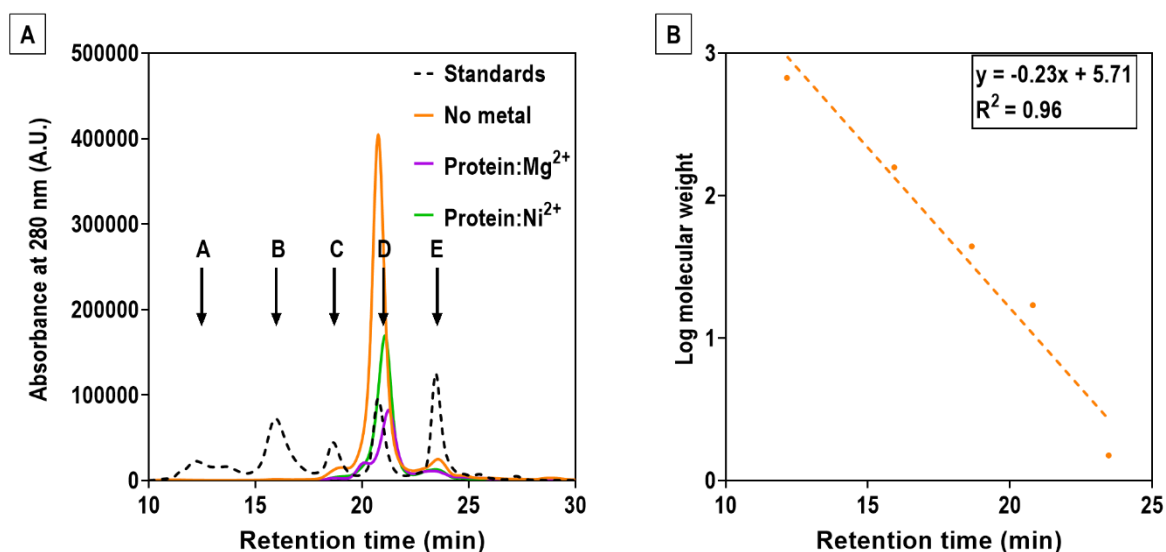 A
500000
400000
300000
200000
100000
0
Absorbance at 280 nm (A.U.)
10
15
20
25
30
Retention time (min)
Standards
No metal
Protein:Mg²⁺
Protein:Ni²⁺
A
B
C
D
E
B
3
2
1
0
Log molecular weight
10
15
20
25
Retention time (min)
y = -0.23x + 5.71
R² = 0.96